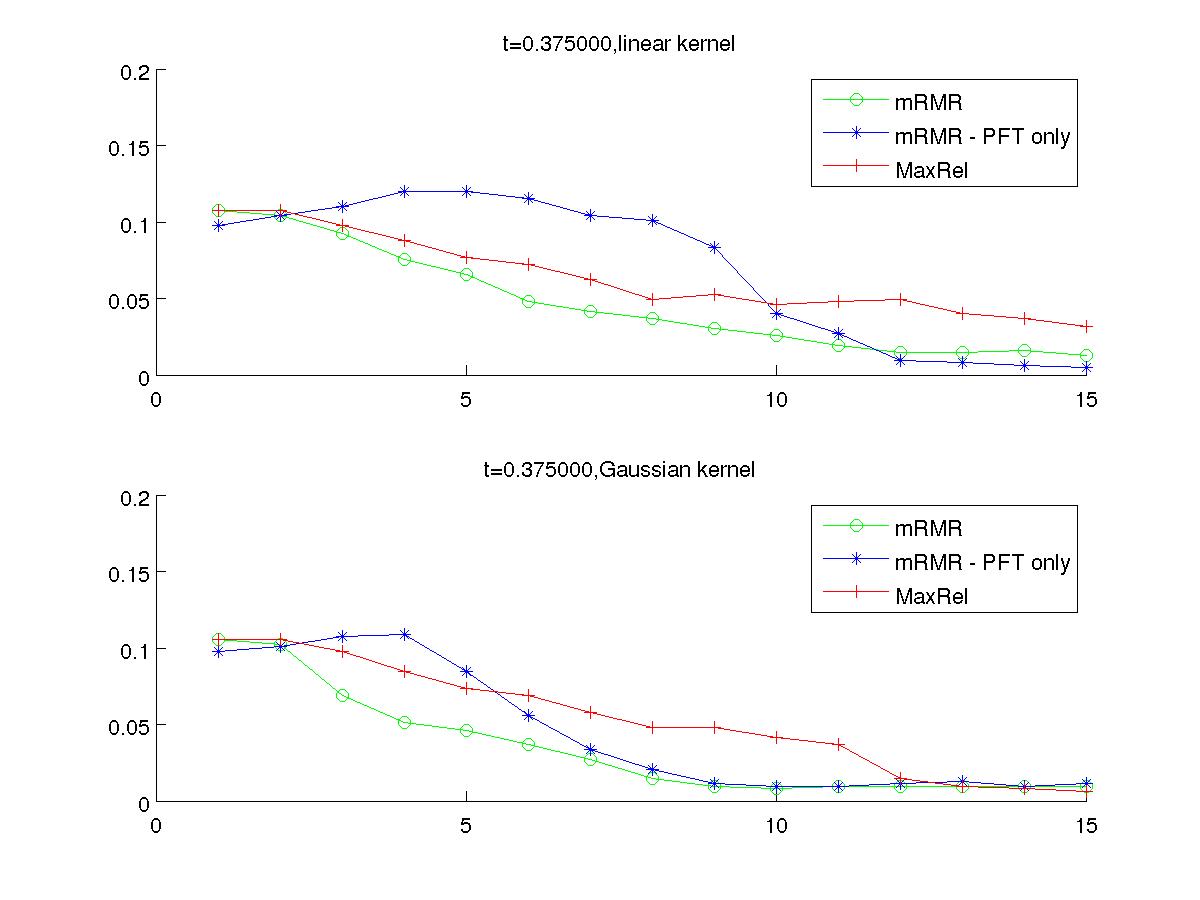 t=0.375000,linear kernel
0.2
0.15
0.1
0.05
0
0 5 10 15
mRMR
mRMR - PFT only
MaxRel
t=0.375000,Gaussian kernel
0.2
0.15
0.1
0.05
0
0 5 10 15
mRMR
mRMR - PFT only
MaxRel